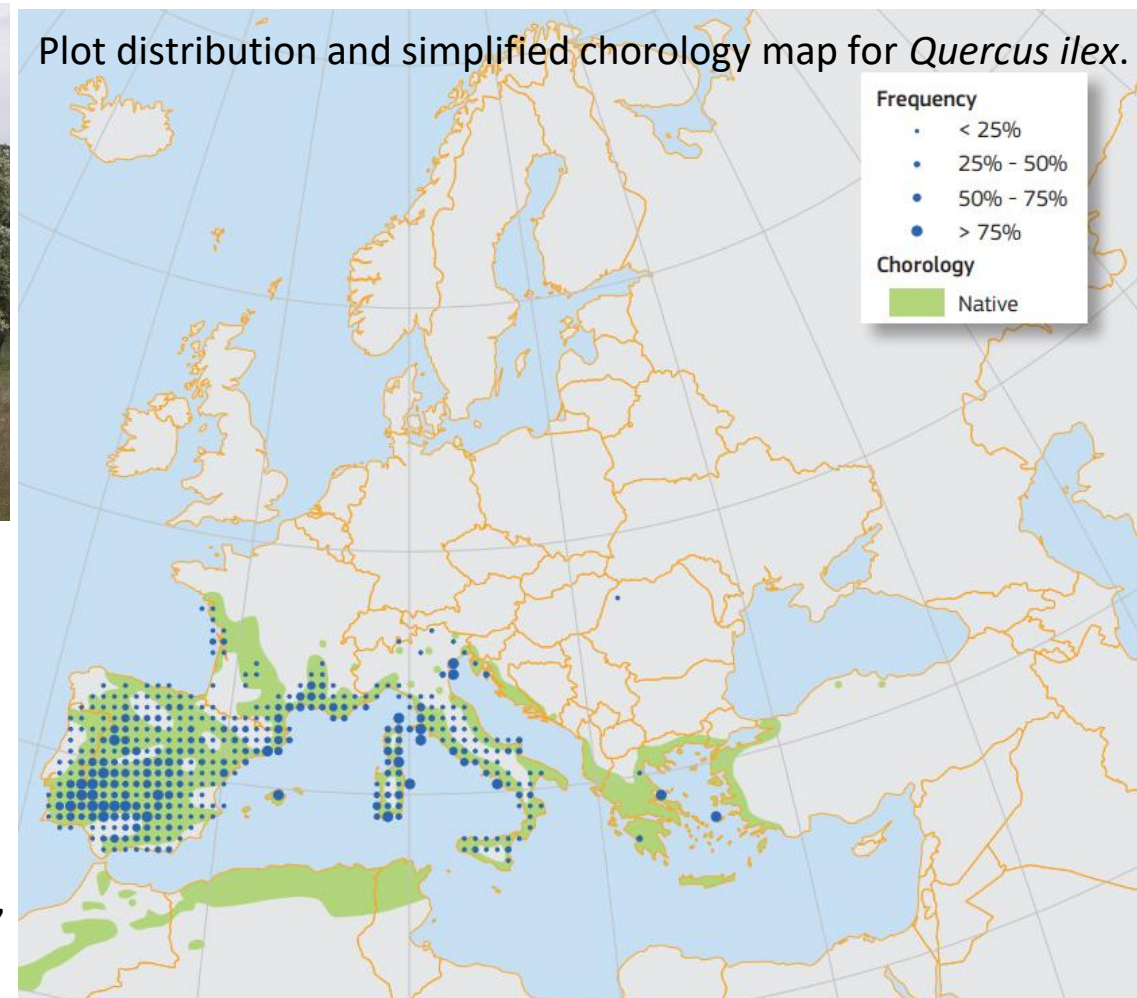 Plot distribution and simplified chorology map for Quercus ilex.
Frequency
< 25%
25% - 50%
50% - 75%
> 75%
Chorology
Native
,